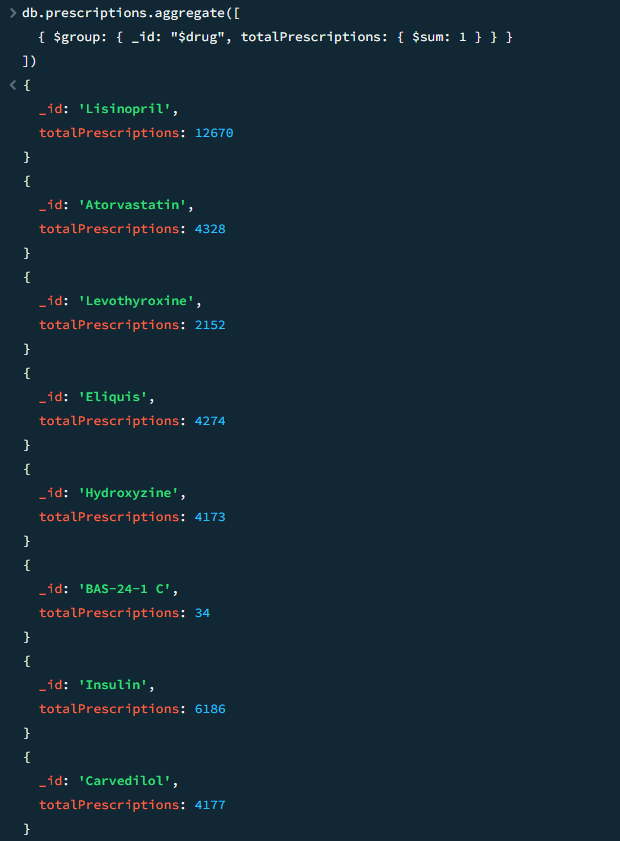 > db.prescriptions.aggregate([
{ $group: { _id: "$drug", totalPrescriptions: { $sum: 1 } } }
])
< {
_id: 'Lisinopril',
totalPrescriptions: 12670
}
{
_id: 'Atorvastatin',
totalPrescriptions: 4328
}
{
_id: 'Levothyroxine',
totalPrescriptions: 2152
}
{
_id: 'Eliquis',
totalPrescriptions: 4274
}
{
_id: 'Hydroxyzine',
totalPrescriptions: 4173
}
{
_id: 'BAS-24-1 C',
totalPrescriptions: 34
}
{
_id: 'Insulin',
totalPrescriptions: 6186
}
{
_id: 'Carvedilol',
totalPrescriptions: 4177
}